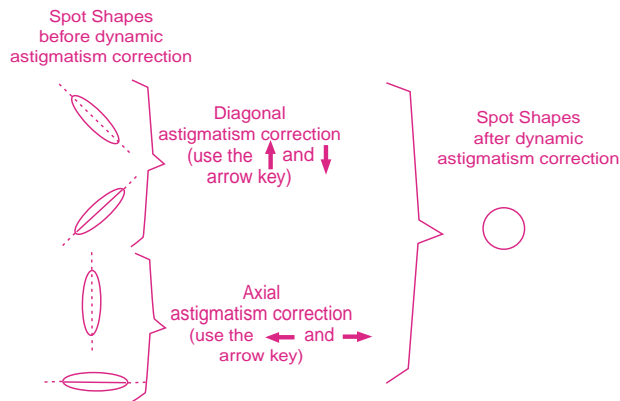 Spot Shapes
before dynamic
astigmatism correction
Diagonal
astigmatism correction
(use the ↑ and ↓
arrow key)
Axial
astigmatism correction
(use the ← and →
arrow key)
Spot Shapes
after dynamic
astigmatism correction